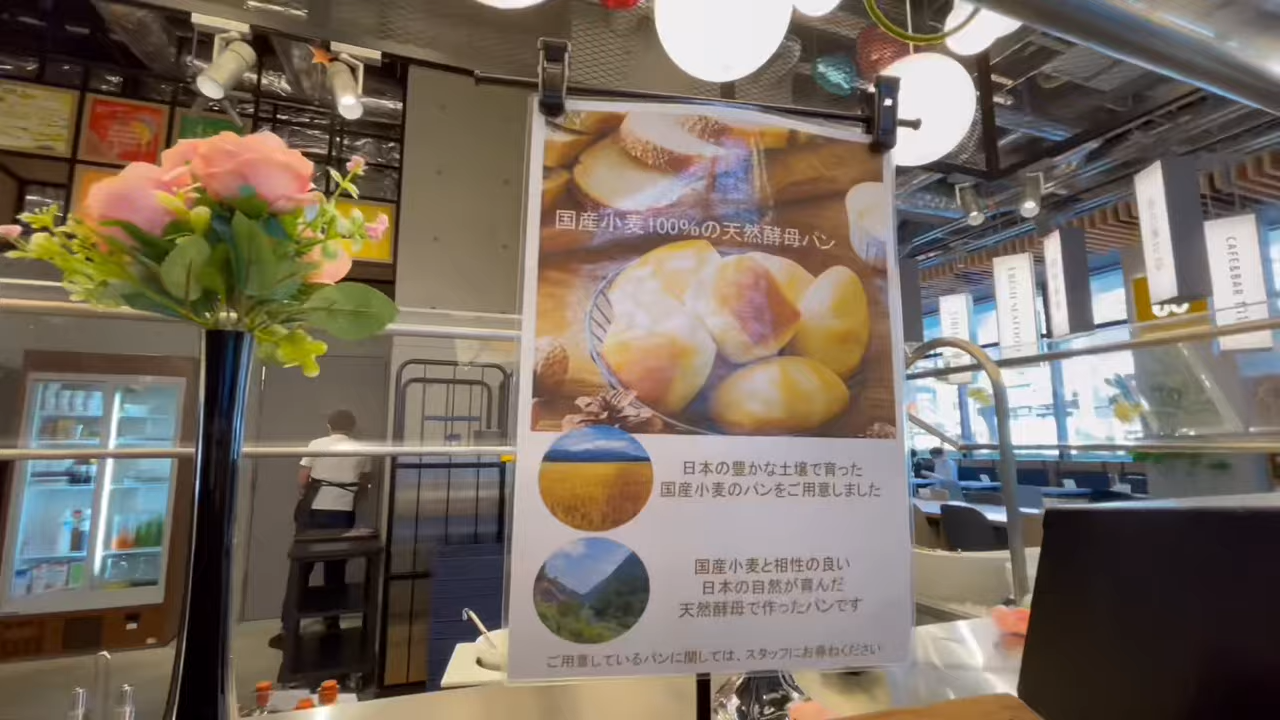 国産小麦100%の天然酵母パン
日本の豊かな土壌で育った
国産小麦のパンをご用意しました
国産小麦と相性の良い
日本の自然が育んだ
天然酵母で作ったパンです
ご用意しているパンに関しては、スタッフにお尋ねください
FRESH SEAFOOD
CAFE&BAR